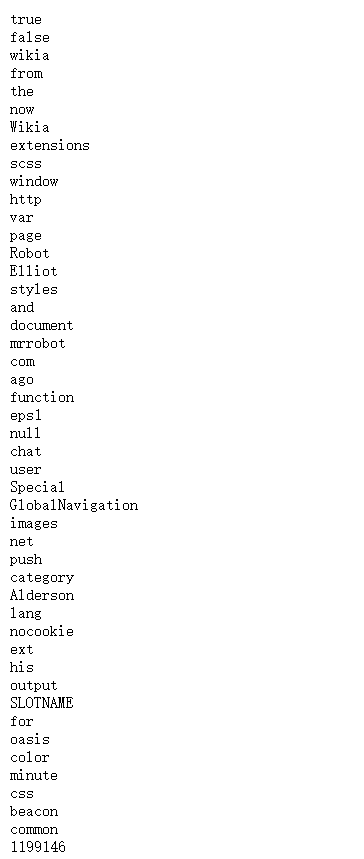 true
false
wikia
from
the
now
Wikia
extensions
scss
window
http
var
page
Robot
Elliot
styles
and
document
mrrobot
com
ago
function
eps1
null
chat
user
Special
GlobalNavigation
images
net
push
category
Alderson
lang
nocookie
ext
his
output
SLOTNAME
for
oasis
color
minute
css
beacon
common
1199146